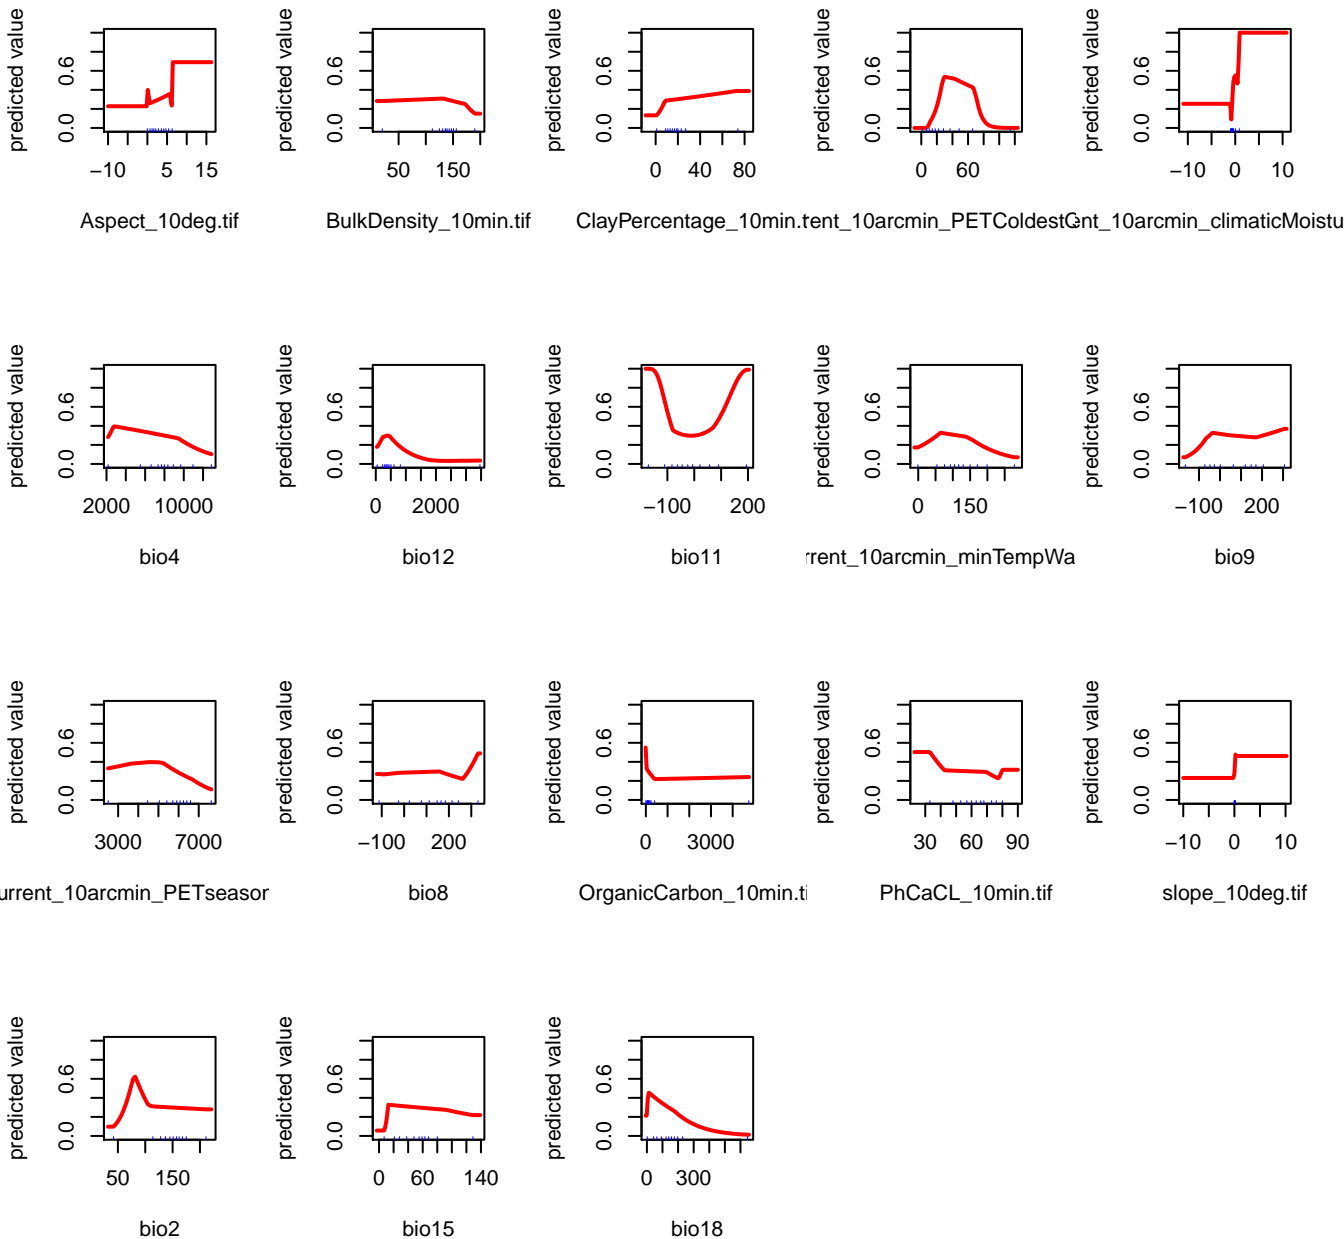 predicted value
0.0 0.6
−10 5 15
Aspect_10deg.tif
predicted value
0.0 0.6
50 150
BulkDensity_10min.tif
predicted value
0.0 0.6
0 40 80
ClayPercentage_10min.t
predicted value
0.0 0.6
0 60
rent_10arcmin_PETColdestQ
predicted value
0.0 0.6
−10 0 10
ent_10arcmin_climaticMoistu
predicted value
0.0 0.6
2000 10000
bio4
predicted value
0.0 0.6
0 2000
bio12
predicted value
0.0 0.6
−100 200
bio11
predicted value
0.0 0.6
0 150
rrent_10arcmin_minTempWa
predicted value
0.0 0.6
−100 200
bio9
predicted value
0.0 0.6
3000 7000
urrent_10arcmin_PETseason
predicted value
0.0 0.6
−100 200
bio8
predicted value
0.0 0.6
0 3000
OrganicCarbon_10min.ti
predicted value
0.0 0.6
30 60 90
PhCaCL_10min.tif
predicted value
0.0 0.6
−10 0 10
slope_10deg.tif
predicted value
0.0 0.6
50 150
bio2
predicted value
0.0 0.6
0 60 140
bio15
predicted value
0.0 0.6
0 300
bio18